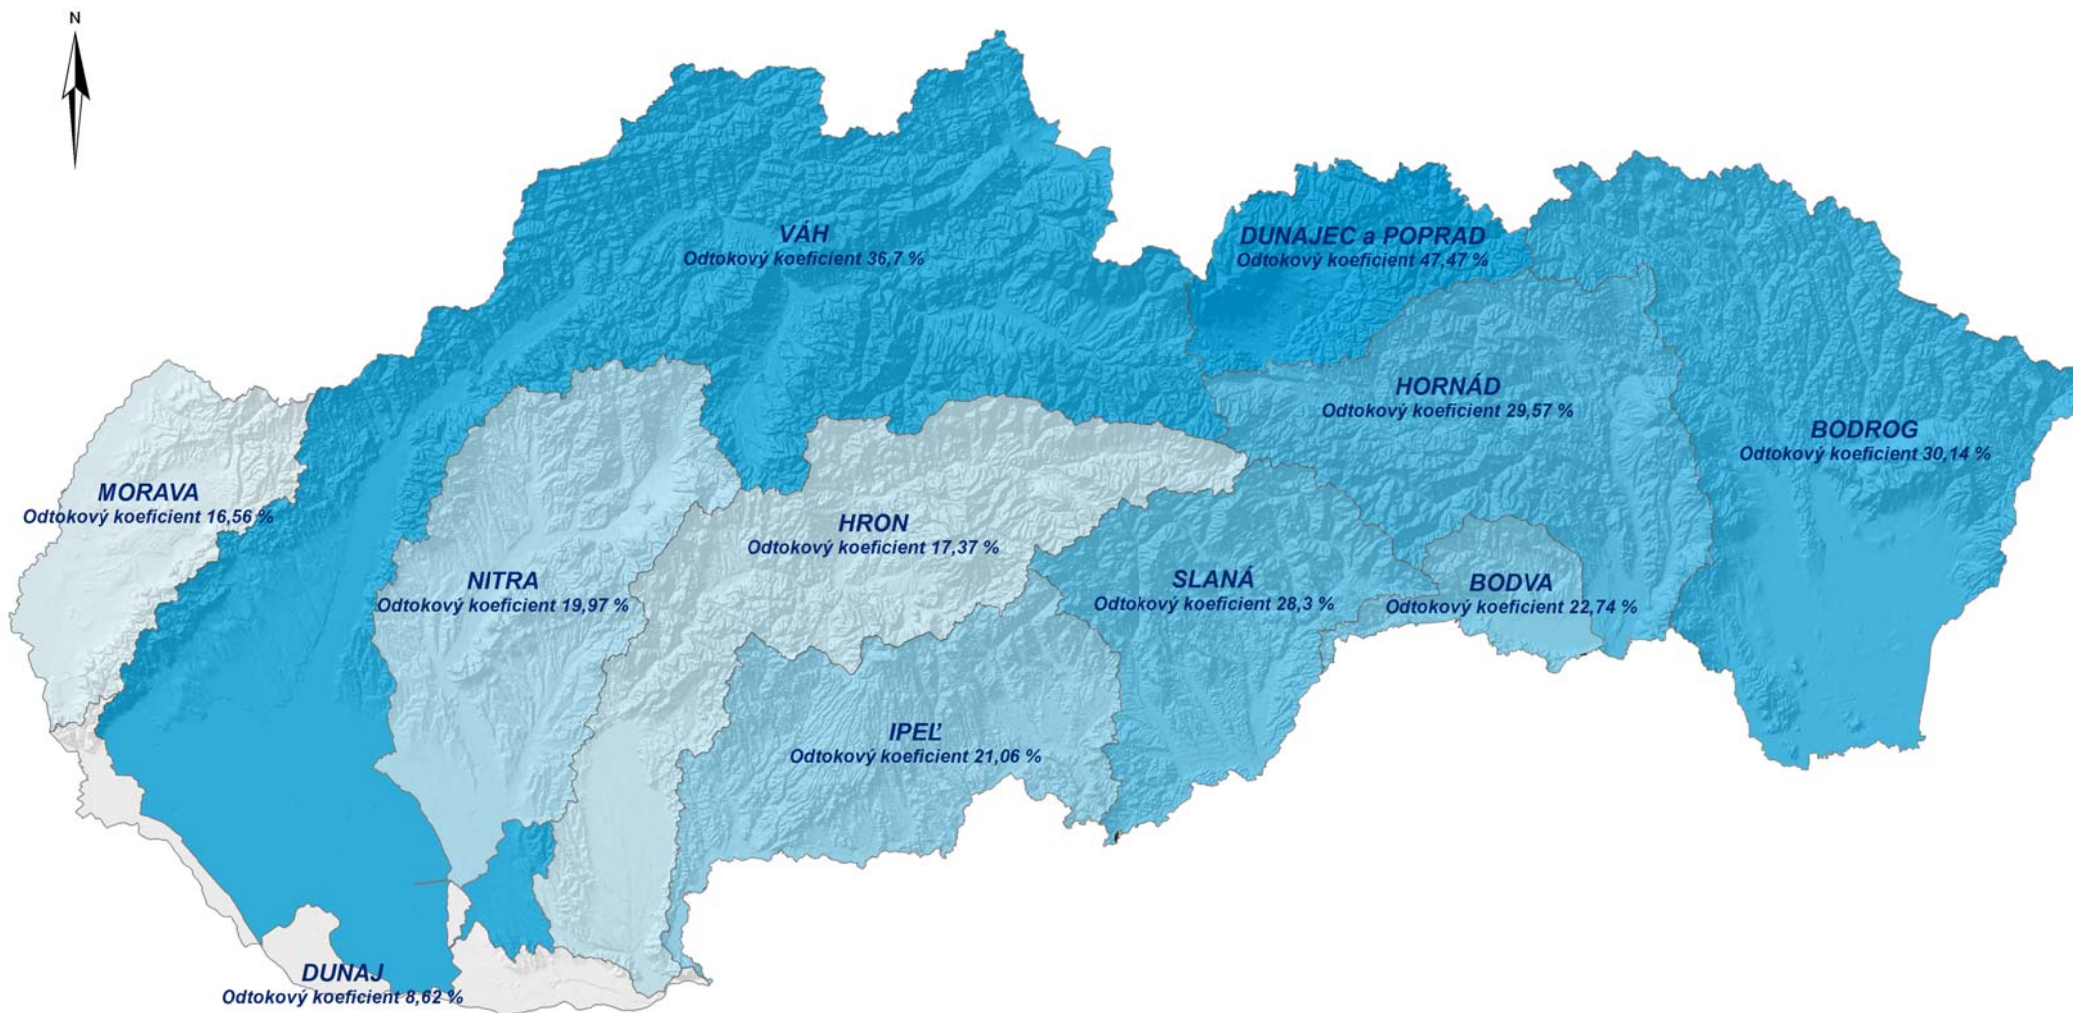 N
VÁH
Odtokový koeficient 36,7 %
DUNAJEC a POPRAD
Odtokový koeficient 47,47 %
HORNÁD
Odtokový koeficient 29,57 %
BODROG
Odtokový koeficient 30,14 %
MORAVA
Odtokový koeficient 16,56 %
HRON
Odtokový koeficient 17,37 %
NITRA
Odtokový koeficient 19,97 %
SLANÁ
Odtokový koeficient 28,3 %
BODVA
Odtokový koeficient 22,74 %
IPEĽ
Odtokový koeficient 21,06 %
DUNAJ
Odtokový koeficient 8,62 %